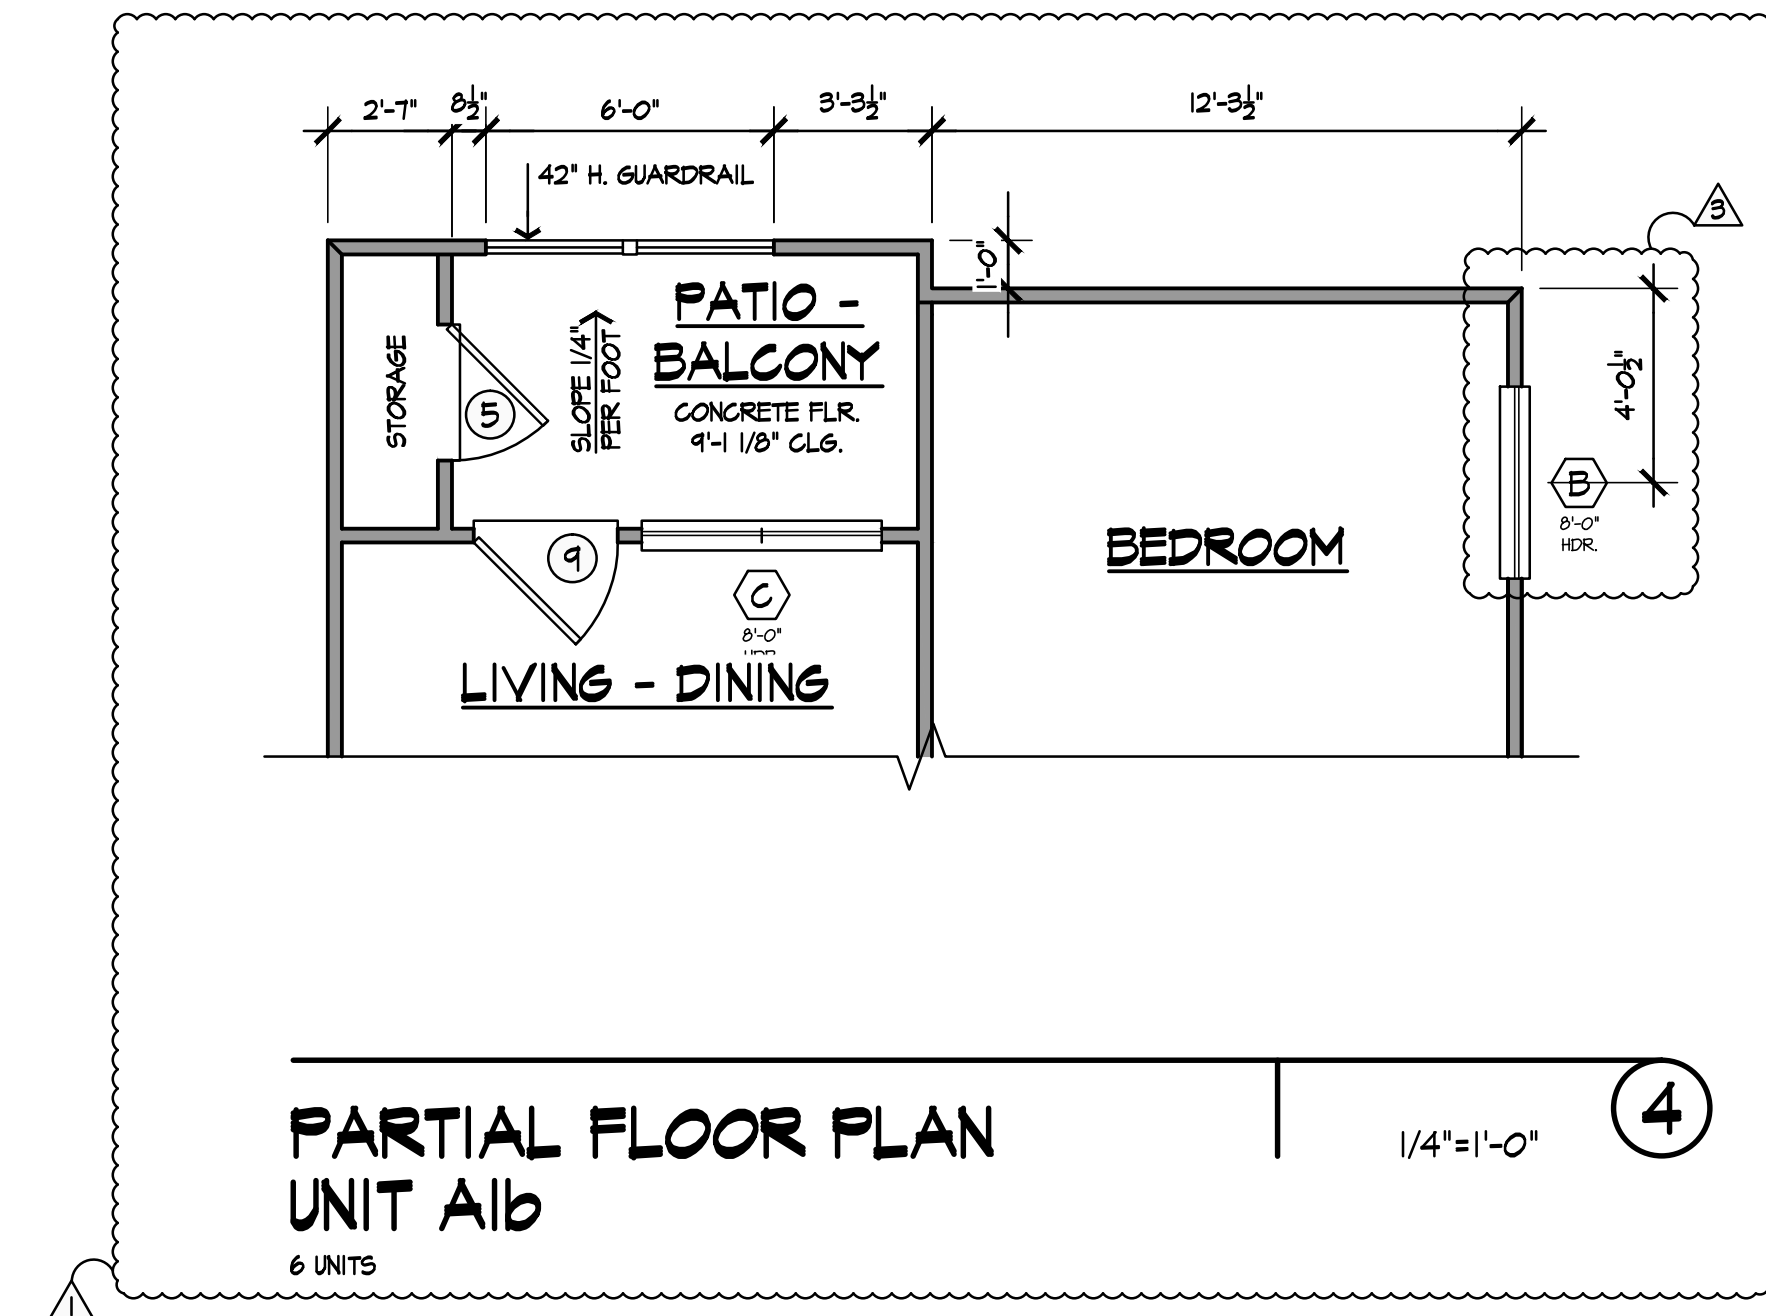 2'-7" 8½" 6'-0" 3'-3½" 12'-3½"
42" H. GUARDRAIL
3
1'-0"
PATIO -
BALCONY
CONCRETE FLR.
9'-1 1/8" CLG.
SLOPE 1/4"
PER FOOT
STORAGE
5
4'-0½"
B
8'-0"
HDR.
BEDROOM
9
C
8'-0"
LIVING - DINING
4
PARTIAL FLOOR PLAN
1/4"=1'-0"
UNIT A1b
6 UNITS
1